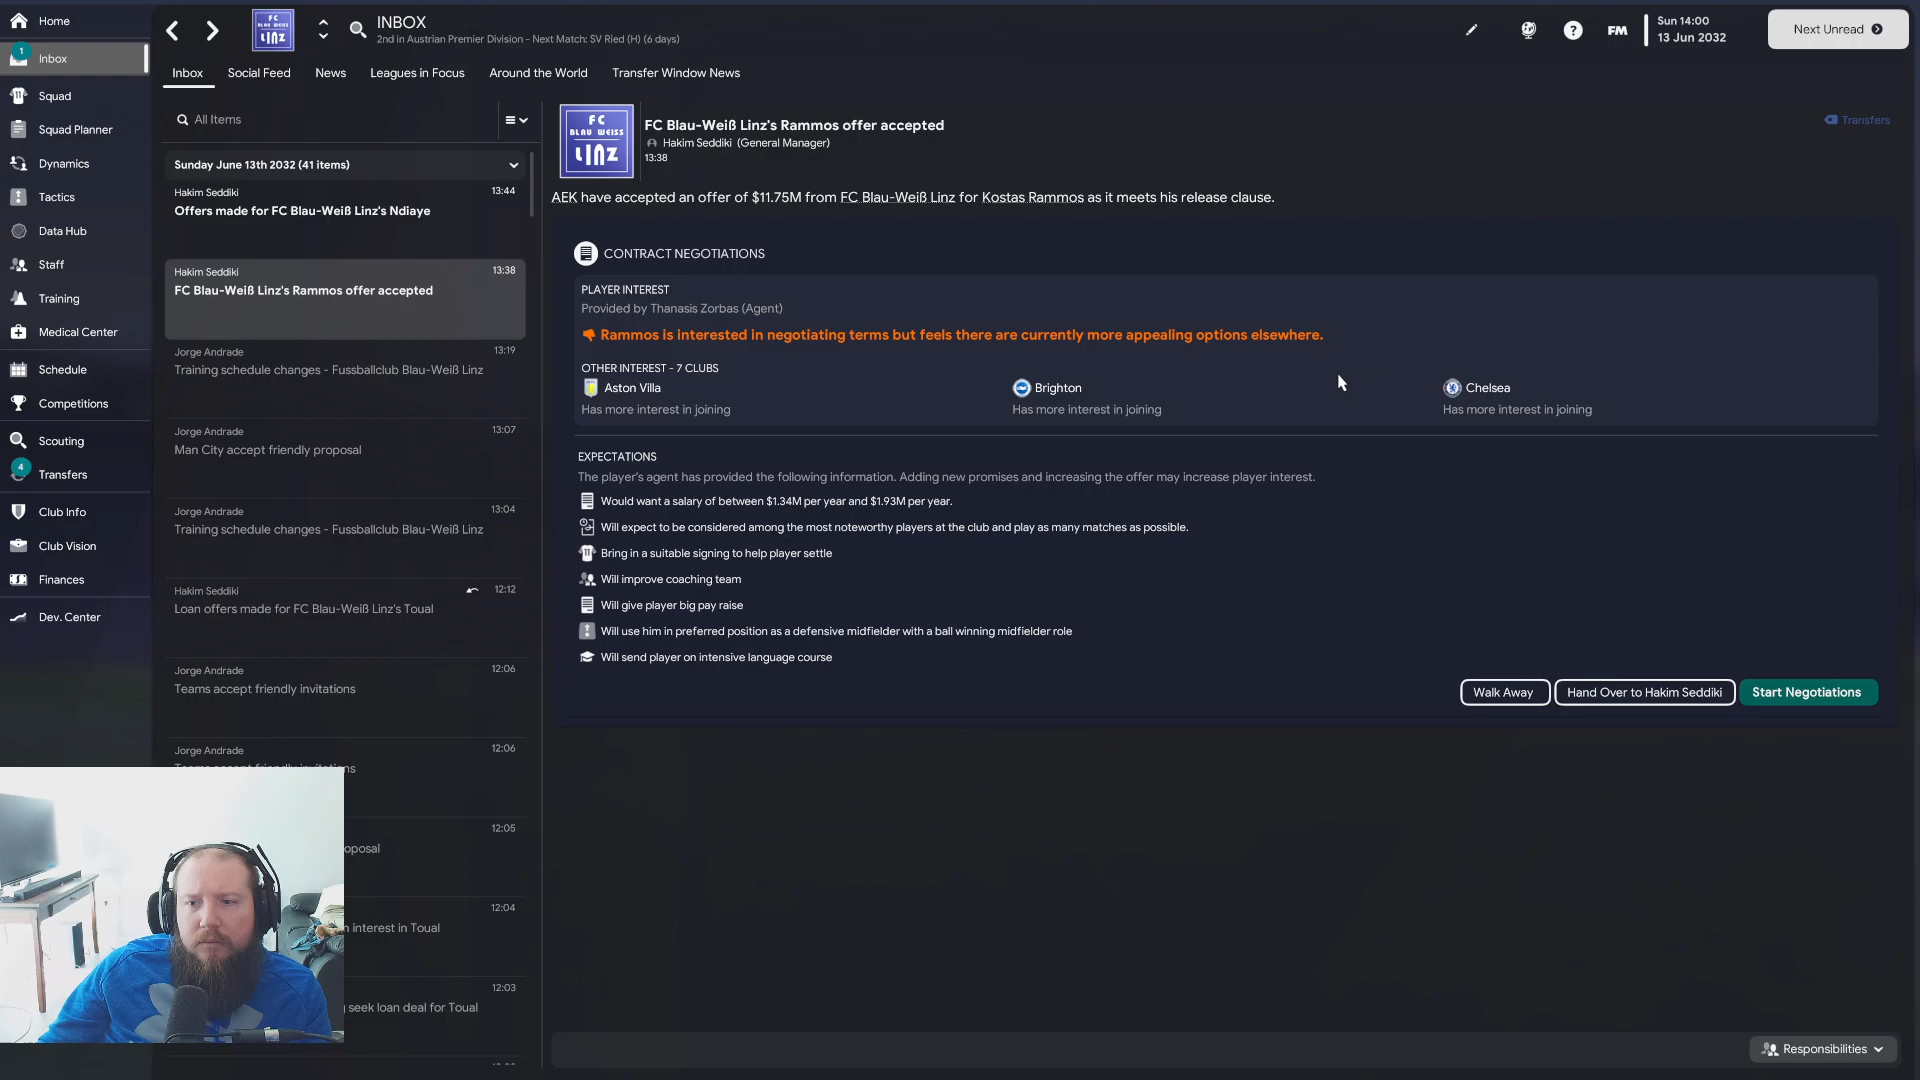 Home
Inbox
1
Squad
Squad Planner
Dynamics
Tactics
Data Hub
Staff
Training
Medical Center
Schedule
Competitions
Scouting
4
Transfers
Club Info
Club Vision
Finances
Dev. Center
FC
BLAU WEISS
LINZ
INBOX
2nd in Austrian Premier Division - Next Match: SV Ried (H) (6 days)
FM
Sun 14:00
13 Jun 2032
Next Unread
Inbox
Social Feed
News
Leagues in Focus
Around the World
Transfer Window News
All Items
Sunday June 13th 2032 (41 items)
Hakim Seddiki
13:44
Offers made for FC Blau-Weiß Linz's Ndiaye
Hakim Seddiki
13:38
FC Blau-Weiß Linz's Rammos offer accepted
Jorge Andrade
13:19
Training schedule changes - Fussballclub Blau-Weiß Linz
Jorge Andrade
13:07
Man City accept friendly proposal
Jorge Andrade
13:04
Training schedule changes - Fussballclub Blau-Weiß Linz
Hakim Seddiki
12:12
Loan offers made for FC Blau-Weiß Linz's Toual
Jorge Andrade
12:06
Teams accept friendly invitations
Jorge Andrade
12:06
12:05
oposal
12:04
interest in Toual
12:03
seek loan deal for Toual
FC
BLAU WEISS
LINZ
FC Blau-Weiß Linz's Rammos offer accepted
Hakim Seddiki (General Manager)
13:38
Transfers
AEK have accepted an offer of $11.75M from FC Blau-Weiß Linz for Kostas Rammos as it meets his release clause.
CONTRACT NEGOTIATIONS
PLAYER INTEREST
Provided by Thanasis Zorbas (Agent)
Rammos is interested in negotiating terms but feels there are currently more appealing options elsewhere.
OTHER INTEREST - 7 CLUBS
Aston Villa
Has more interest in joining
Brighton
Has more interest in joining
Chelsea
Has more interest in joining
EXPECTATIONS
The player's agent has provided the following information. Adding new promises and increasing the offer may increase player interest.
Would want a salary of between $1.34M per year and $1.93M per year.
Will expect to be considered among the most noteworthy players at the club and play as many matches as possible.
Bring in a suitable signing to help player settle
Will improve coaching team
Will give player big pay raise
Will use him in preferred position as a defensive midfielder with a ball winning midfielder role
Will send player on intensive language course
Walk Away
Hand Over to Hakim Seddiki
Start Negotiations
Responsibilities